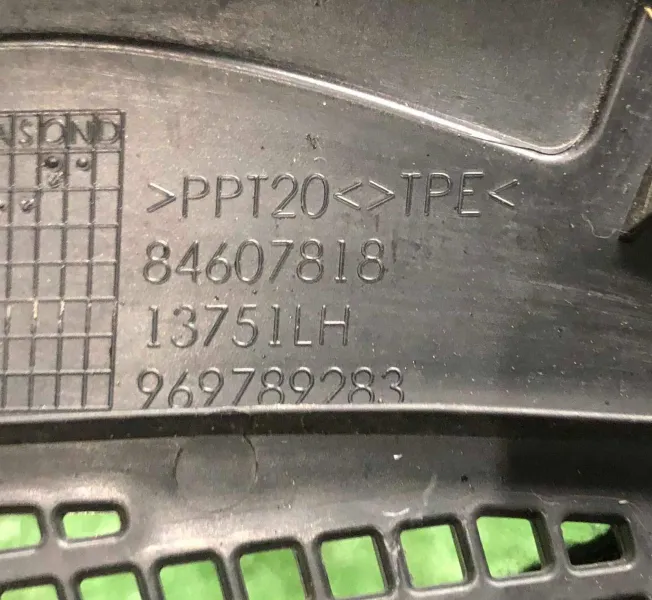 ASOND
>PPT20<>TPE<
84607818
13751LH
969789283